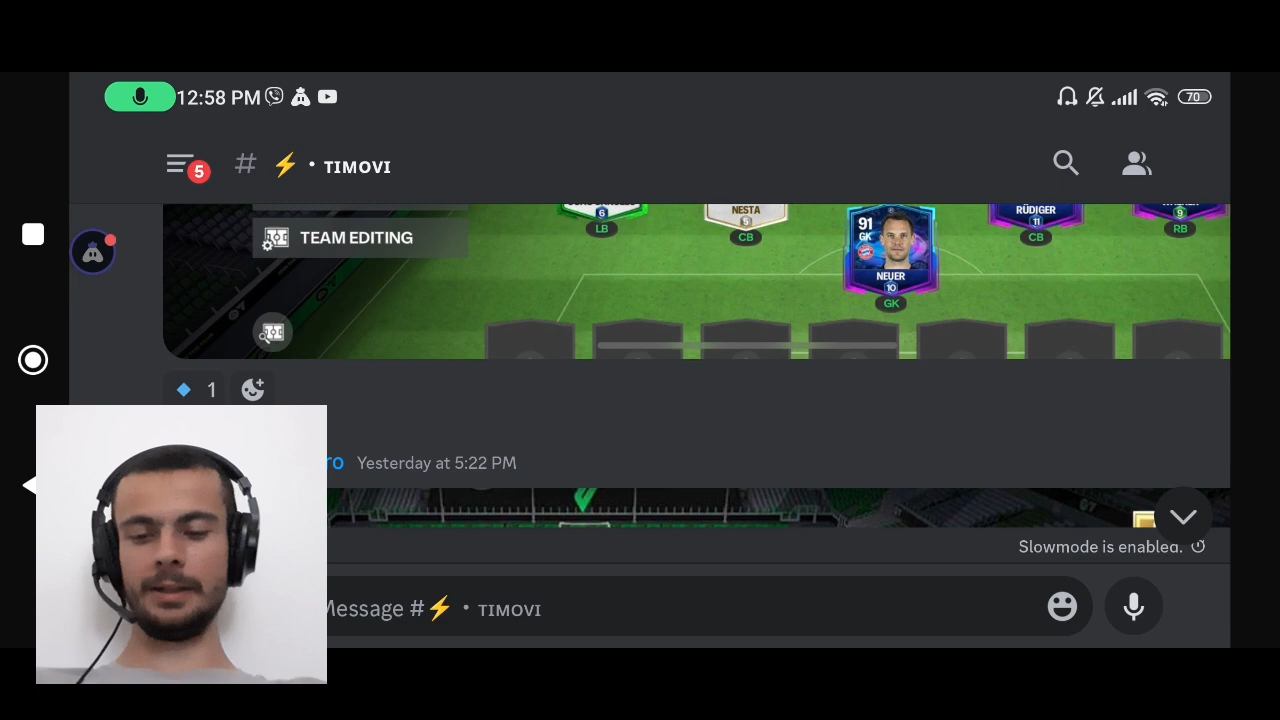 12:58 PM
70
5
# ⚡ • TIMOVI
TEAM EDITING
6
LB
NESTA
5
CB
91
GK
NEUER
10
GK
RÜDIGER
11
CB
9
RB
1
ro Yesterday at 5:22 PM
Slowmode is enabled.
Message #⚡ • TIMOVI